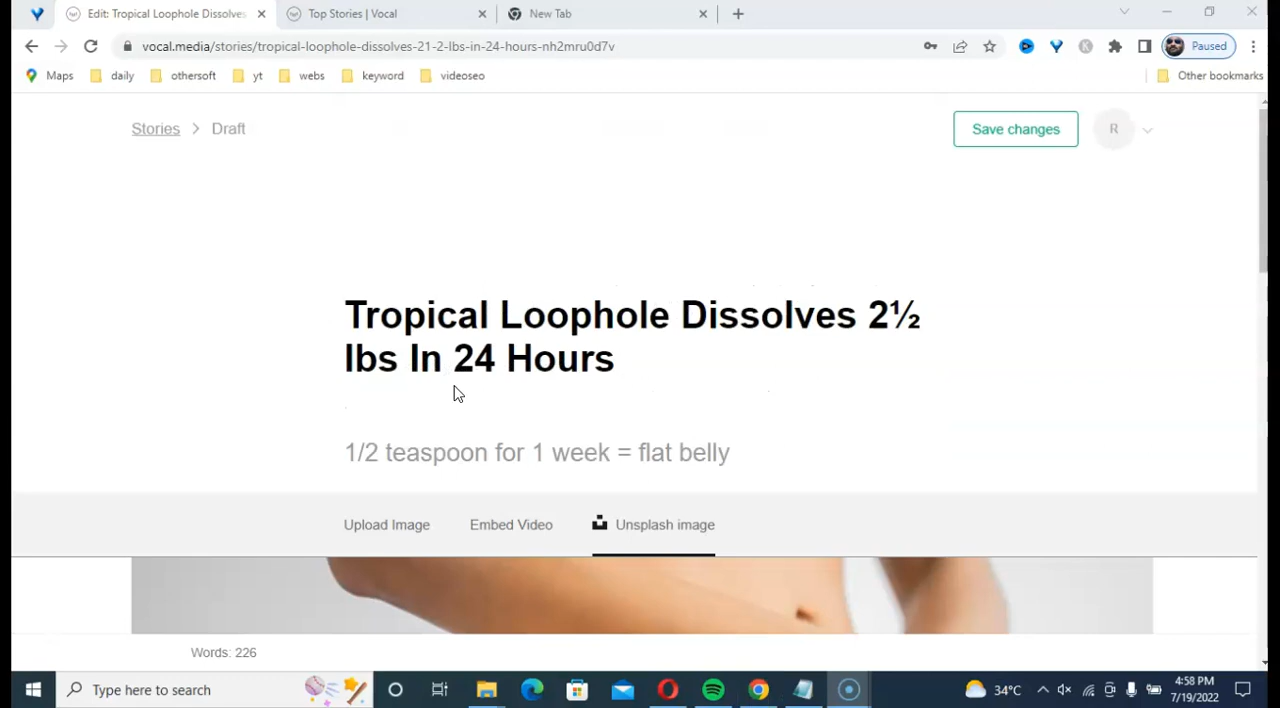 Edit: Tropical Loophole Dissolves
Top Stories | Vocal
New Tab
vocal.media/stories/tropical-loophole-dissolves-21-2-lbs-in-24-hours-nh2mru0d7v
Paused
Maps
daily
othersoft
yt
webs
keyword
videoseo
Other bookmarks
Stories > Draft
Save changes
R
Tropical Loophole Dissolves 2½
lbs In 24 Hours
1/2 teaspoon for 1 week = flat belly
Upload Image
Embed Video
Unsplash image
Words: 226
Type here to search
34°C
4:58 PM
7/19/2022